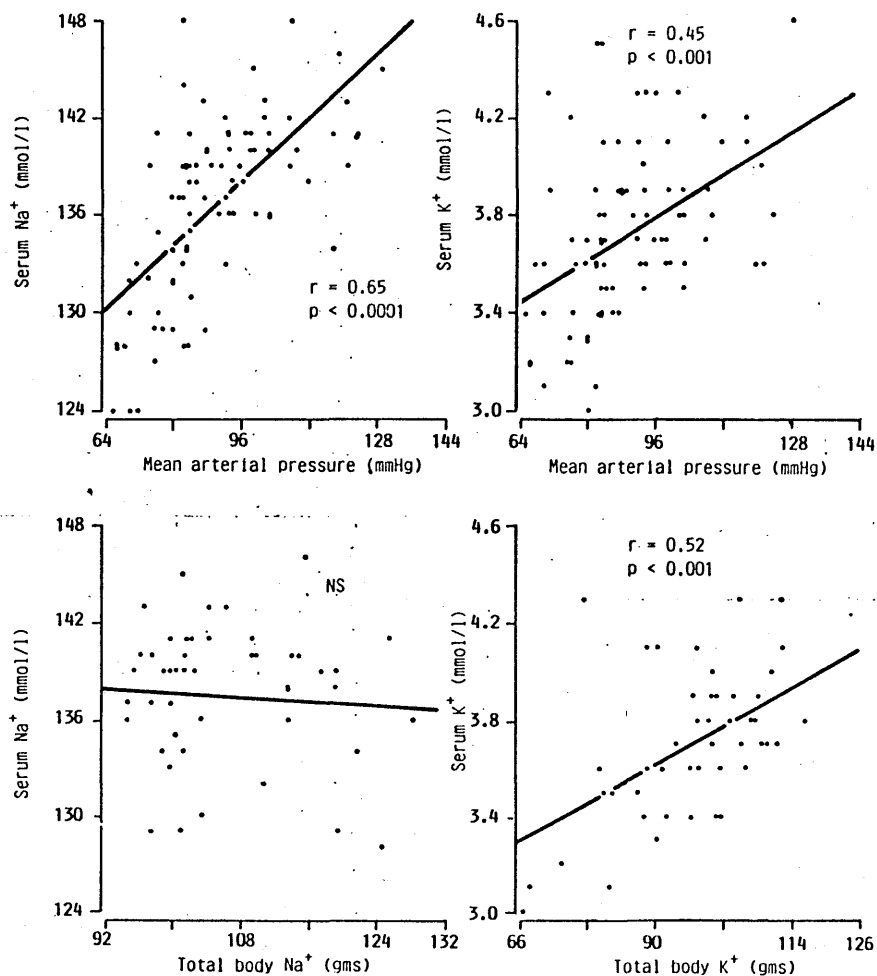 148
142
136
130
124
Serum Na+ (mmol/l)
r = 0.65
p < 0.0001
64
96
128
144
Mean arterial pressure (mmHg)
4.6
4.2
3.8
3.4
3.0
Serum K+ (mmol/l)
r = 0.45
p < 0.001
64
96
128
144
Mean arterial pressure (mmHg)
148
142
136
130
124
Serum Na+ (mmol/l)
NS
92
108
124
132
Total body Na+ (gms)
4.6
4.2
3.8
3.4
3.0
Serum K+ (mmol/l)
r = 0.52
p < 0.001
66
90
114
126
Total body K+ (gms)